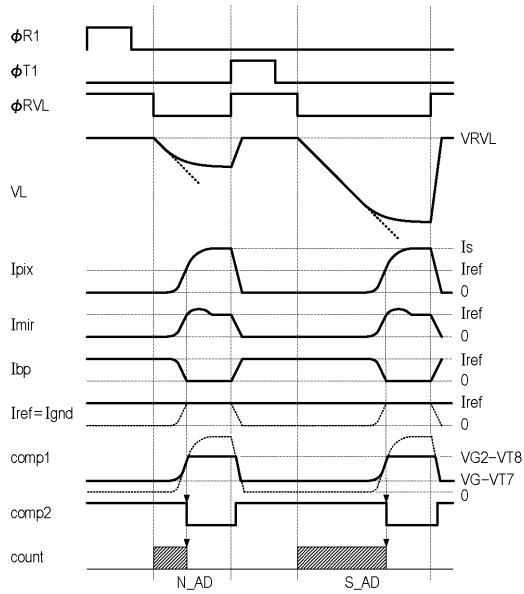 ϕR1
ϕT1
ϕRVL
VRVL
VL
Is
Ipix
Iref
0
Imir
Iref
0
Ibp
Iref
0
Iref=Ignd
Iref
0
comp1
VG2-VT8
VG-VT7
0
comp2
count
N_AD
S_AD